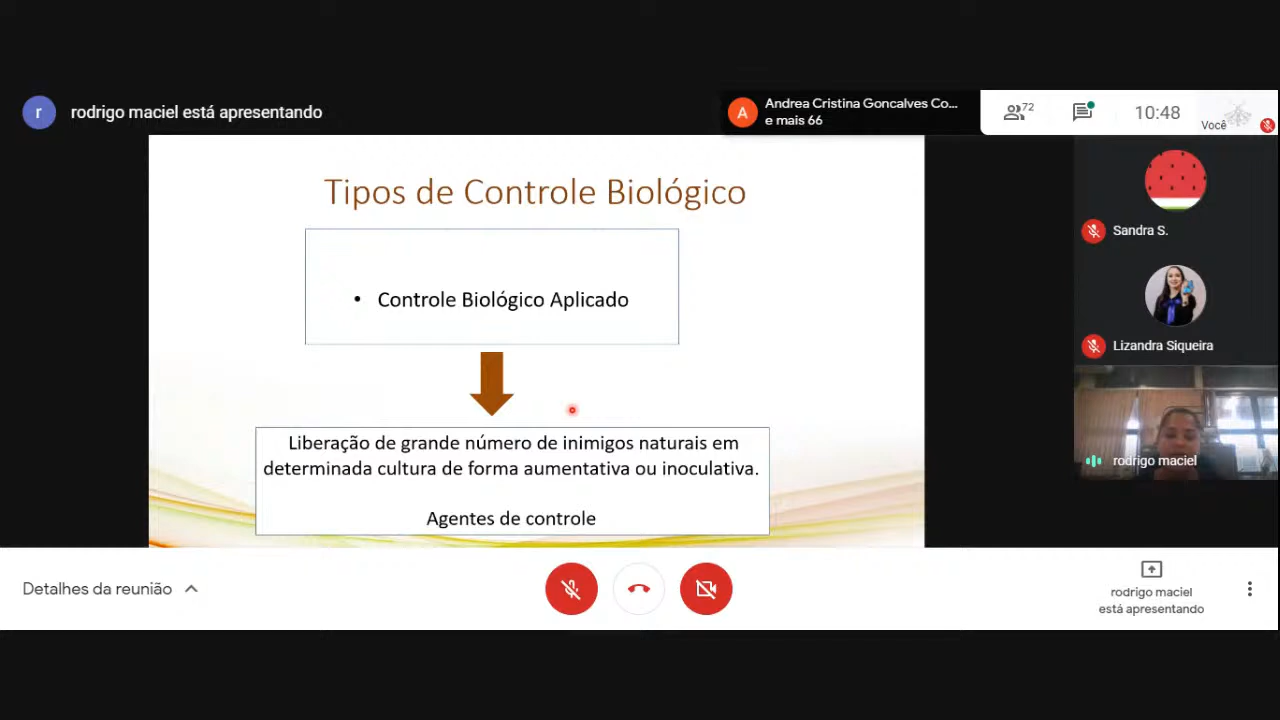 r
rodrigo maciel está apresentando
A
Andrea Cristina Goncalves Co...
e mais 66
72
10:48
Você
Tipos de Controle Biológico
• Controle Biológico Aplicado
Liberação de grande número de inimigos naturais em
determinada cultura de forma aumentativa ou inoculativa.
Agentes de controle
Sandra S.
Lizandra Siqueira
rodrigo maciel
Detalhes da reunião
rodrigo maciel
está apresentando